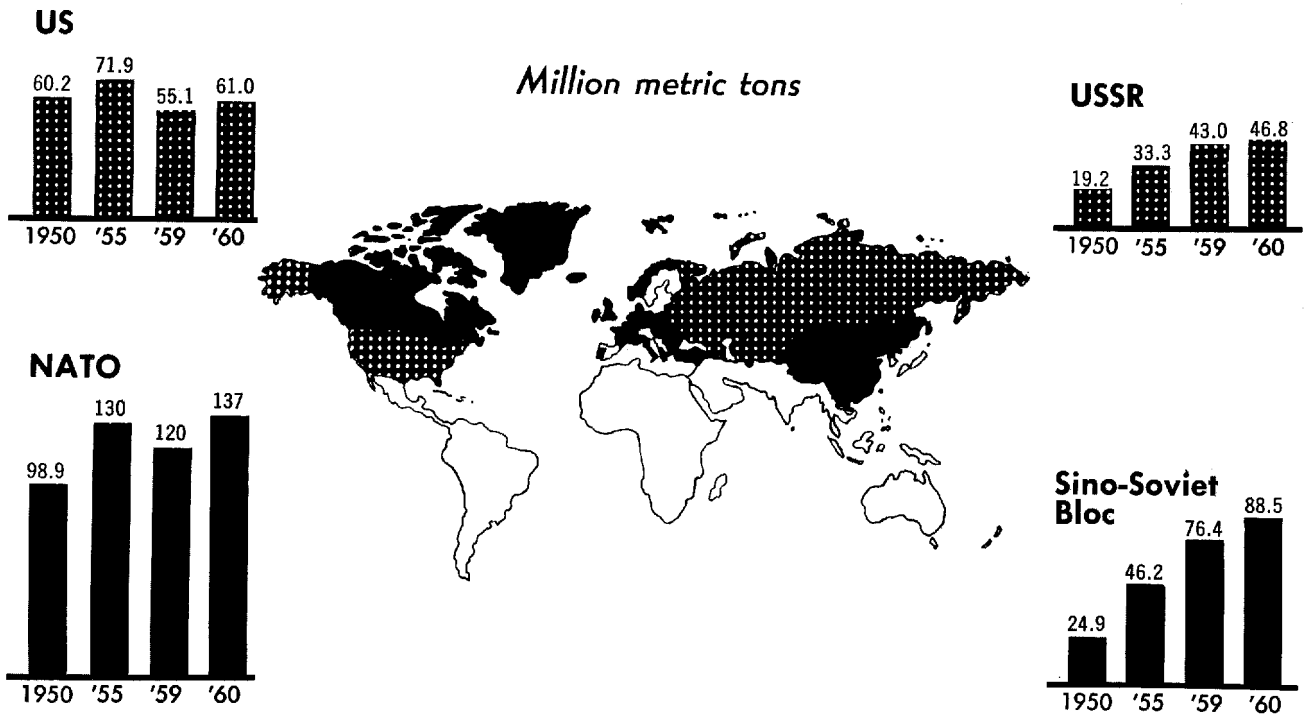 US
60.2
71.9
55.1
61.0
1950 '55 '59 '60
Million metric tons
USSR
19.2
33.3
43.0
46.8
1950 '55 '59 '60
NATO
98.9
130
120
137
1950 '55 '59 '60
Sino-Soviet
Bloc
24.9
46.2
76.4
88.5
1950 '55 '59 '60